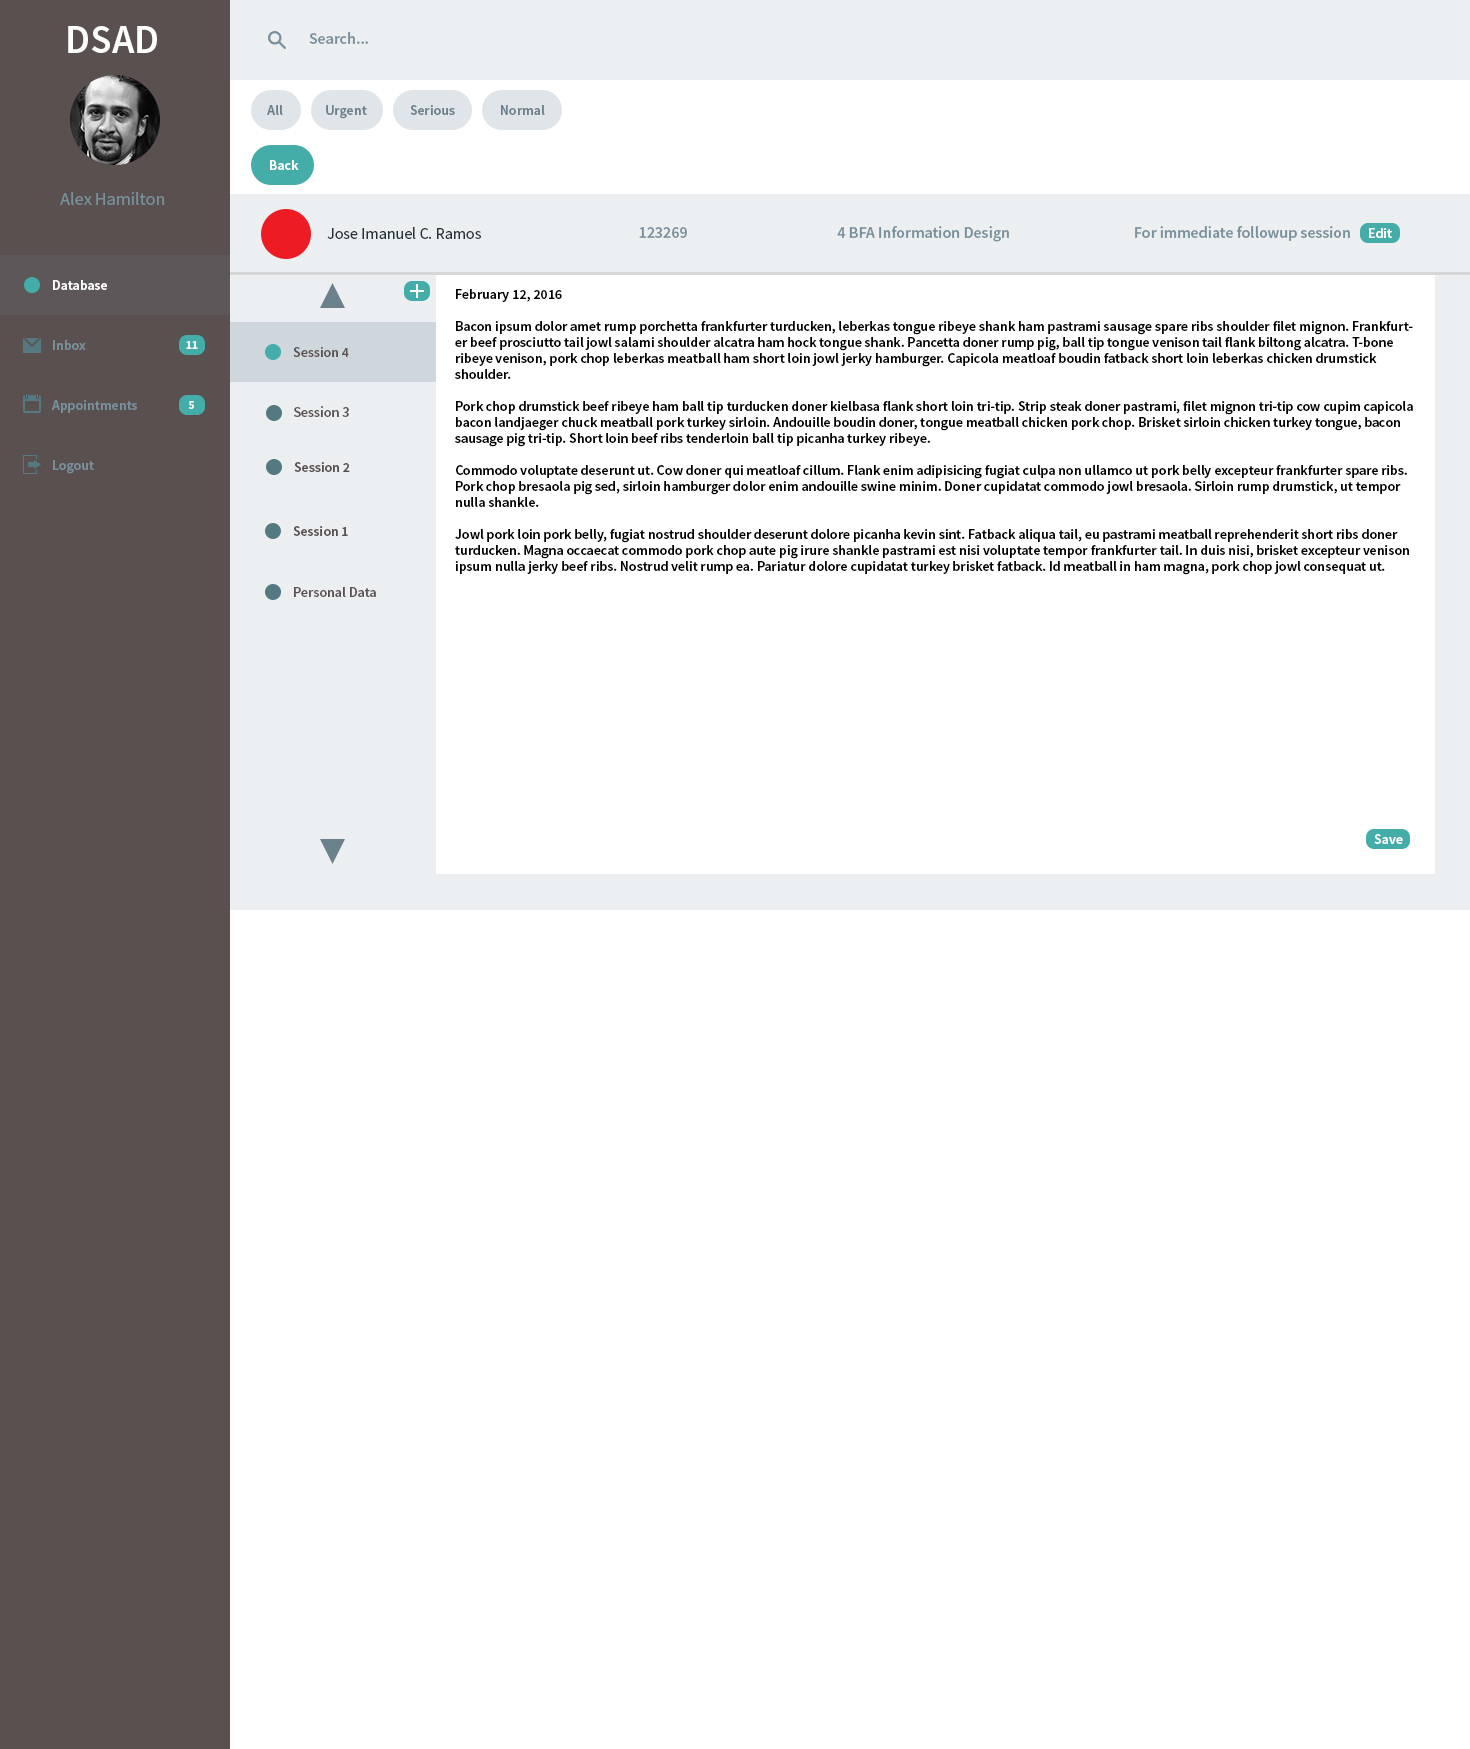 DSAD
Alex Hamilton
Database
Inbox 11
Appointments 5
Logout
Search...
All Urgent Serious Normal
Back
Jose Imanuel C. Ramos 123269 4 BFA Information Design For immediate followup session Edit
Session 4
Session 3
Session 2
Session 1
Personal Data
February 12, 2016
Bacon ipsum dolor amet rump porchetta frankfurter turducken, leberkas tongue ribeye shank ham pastrami sausage spare ribs shoulder filet mignon. Frankfurt-
er beef prosciutto tail jowl salami shoulder alcatra ham hock tongue shank. Pancetta doner rump pig, ball tip tongue venison tail flank biltong alcatra. T-bone
ribeye venison, pork chop leberkas meatball ham short loin jowl jerky hamburger. Capicola meatloaf boudin fatback short loin leberkas chicken drumstick
shoulder.
Pork chop drumstick beef ribeye ham ball tip turducken doner kielbasa flank short loin tri-tip. Strip steak doner pastrami, filet mignon tri-tip cow cupim capicola
bacon landjaeger chuck meatball pork turkey sirloin. Andouille boudin doner, tongue meatball chicken pork chop. Brisket sirloin chicken turkey tongue, bacon
sausage pig tri-tip. Short loin beef ribs tenderloin ball tip picanha turkey ribeye.
Commodo voluptate deserunt ut. Cow doner qui meatloaf cillum. Flank enim adipisicing fugiat culpa non ullamco ut pork belly excepteur frankfurter spare ribs.
Pork chop bresaola pig sed, sirloin hamburger dolor enim andouille swine minim. Doner cupidatat commodo jowl bresaola. Sirloin rump drumstick, ut tempor
nulla shankle.
Jowl pork loin pork belly, fugiat nostrud shoulder deserunt dolore picanha kevin sint. Fatback aliqua tail, eu pastrami meatball reprehenderit short ribs doner
turducken. Magna occaecat commodo pork chop aute pig irure shankle pastrami est nisi voluptate tempor frankfurter tail. In duis nisi, brisket excepteur venison
ipsum nulla jerky beef ribs. Nostrud velit rump ea. Pariatur dolore cupidatat turkey brisket fatback. Id meatball in ham magna, pork chop jowl consequat ut.
Save